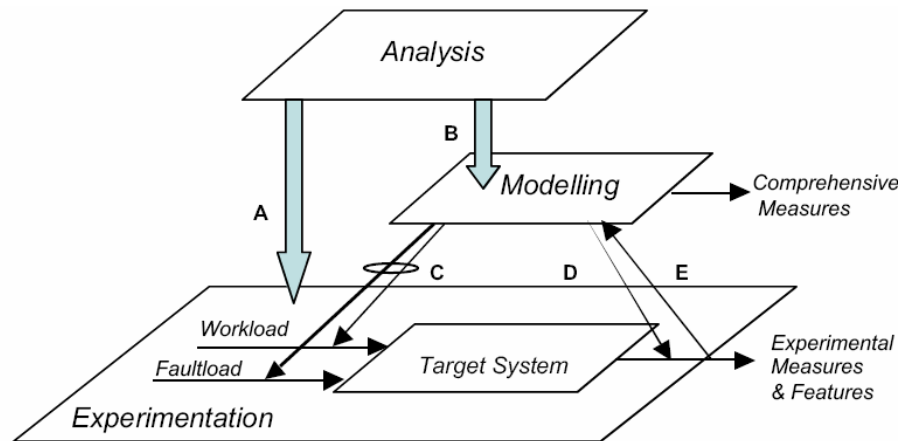 Analysis
B
Modelling
Comprehensive
Measures
A
C
D
E
Workload
Faultload
Target System
Experimental
Measures
& Features
Experimentation